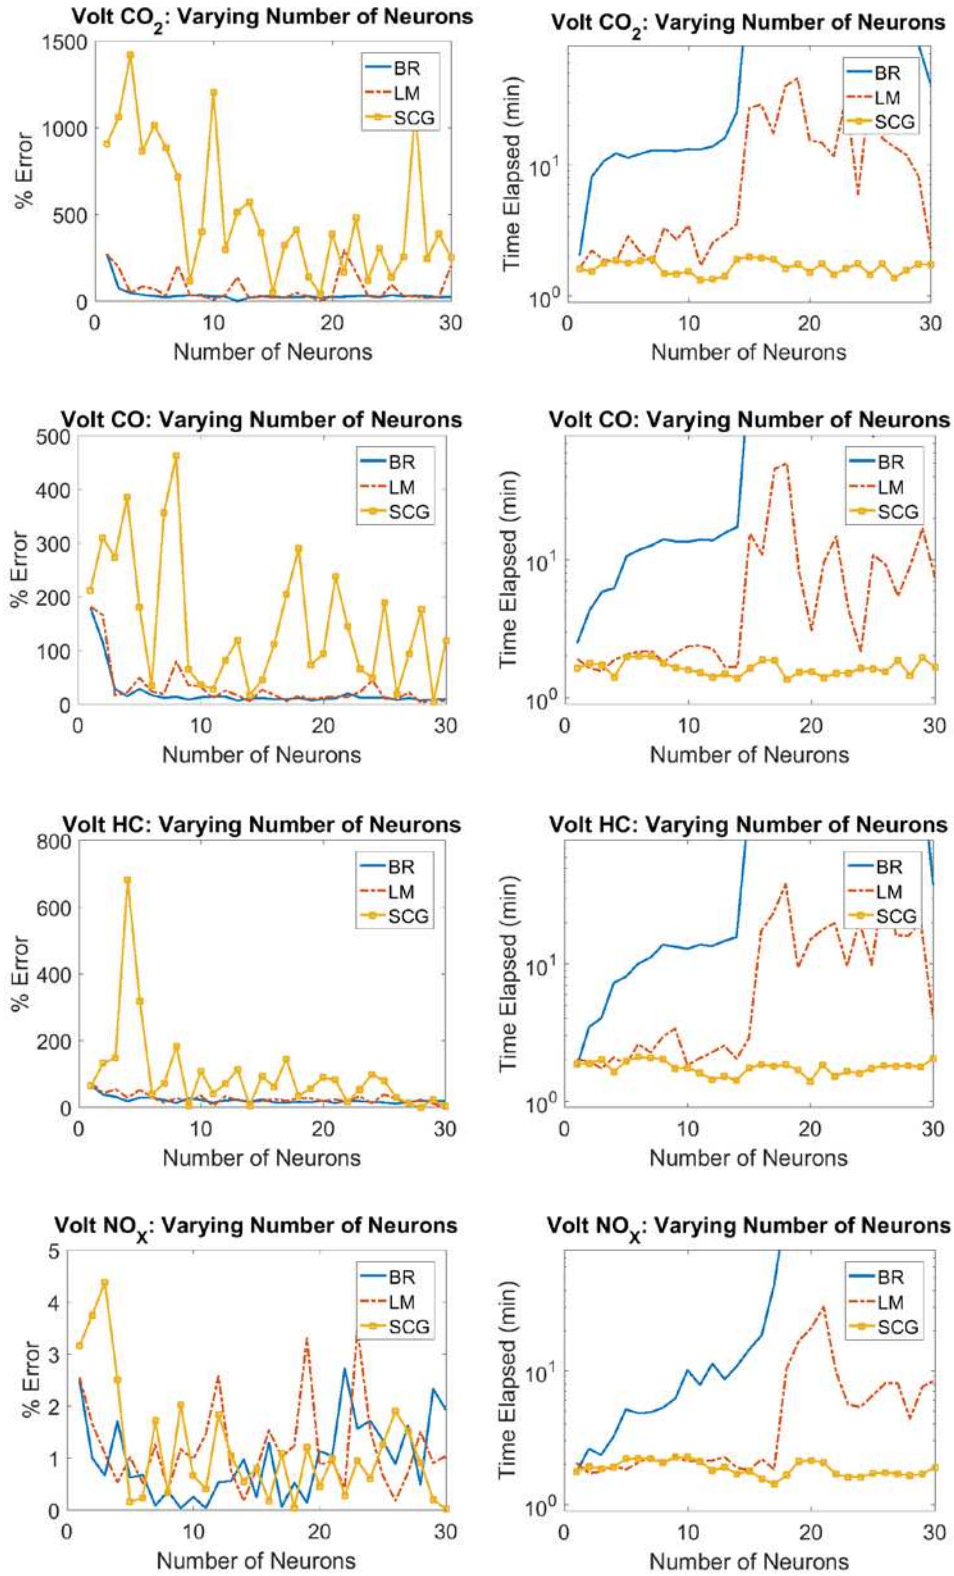 Volt CO2: Varying Number of Neurons
1500
1000
500
0
% Error
BR
LM
SCG
0 10 20 30
Number of Neurons
Volt CO2: Varying Number of Neurons
10^1
10^0
Time Elapsed (min)
BR
LM
SCG
0 10 20 30
Number of Neurons
Volt CO: Varying Number of Neurons
500
400
300
200
100
0
% Error
BR
LM
SCG
0 10 20 30
Number of Neurons
Volt CO: Varying Number of Neurons
10^1
10^0
Time Elapsed (min)
BR
LM
SCG
0 10 20 30
Number of Neurons
Volt HC: Varying Number of Neurons
800
600
400
200
0
% Error
BR
LM
SCG
0 10 20 30
Number of Neurons
Volt HC: Varying Number of Neurons
10^1
10^0
Time Elapsed (min)
BR
LM
SCG
0 10 20 30
Number of Neurons
Volt NOX: Varying Number of Neurons
5
4
3
2
1
0
% Error
BR
LM
SCG
0 10 20 30
Number of Neurons
Volt NOX: Varying Number of Neurons
10^1
10^0
Time Elapsed (min)
BR
LM
SCG
0 10 20 30
Number of Neurons